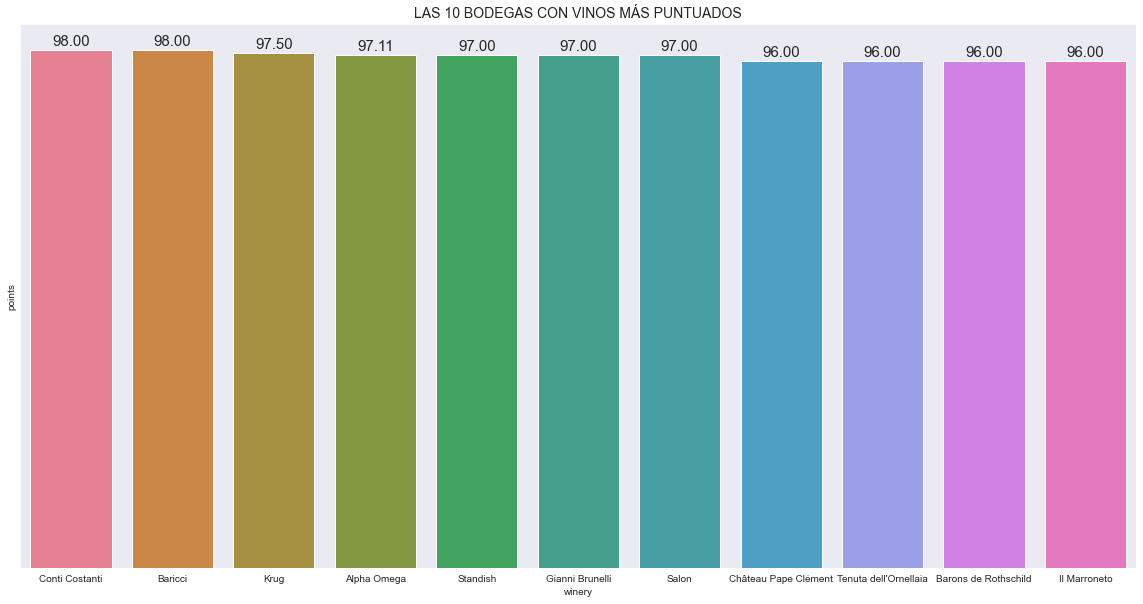 LAS 10 BODEGAS CON VINOS MÁS PUNTUADOS
98.00 98.00 97.50 97.11 97.00 97.00 97.00 96.00 96.00 96.00 96.00
points
Conti Costanti Baricci Krug Alpha Omega Standish Gianni Brunelli Salon Château Pape Clément Tenuta dell'Ornellaia Barons de Rothschild Il Marroneto
winery